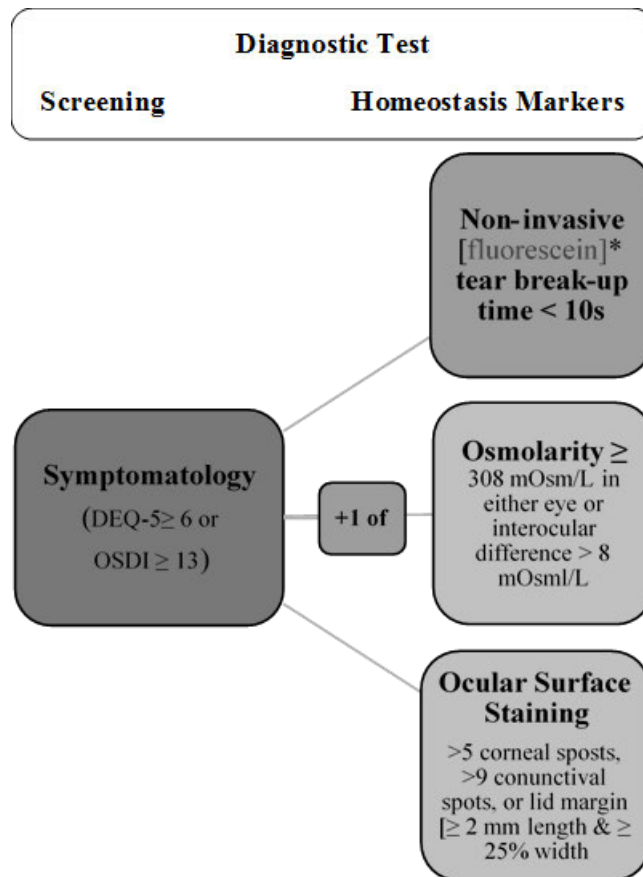 Diagnostic Test
Screening Homeostasis Markers
Non-invasive
[fluorescein]*
tear break-up
time < 10s
Symptomatology
(DEQ-5≥ 6 or
OSDI ≥ 13)
+1 of
Osmolarity ≥
308 mOsm/L in
either eye or
interocular
difference > 8
mOsml/L
Ocular Surface
Staining
>5 corneal sposts,
>9 conunctival
spots, or lid margin
[≥ 2 mm length & ≥
25% width